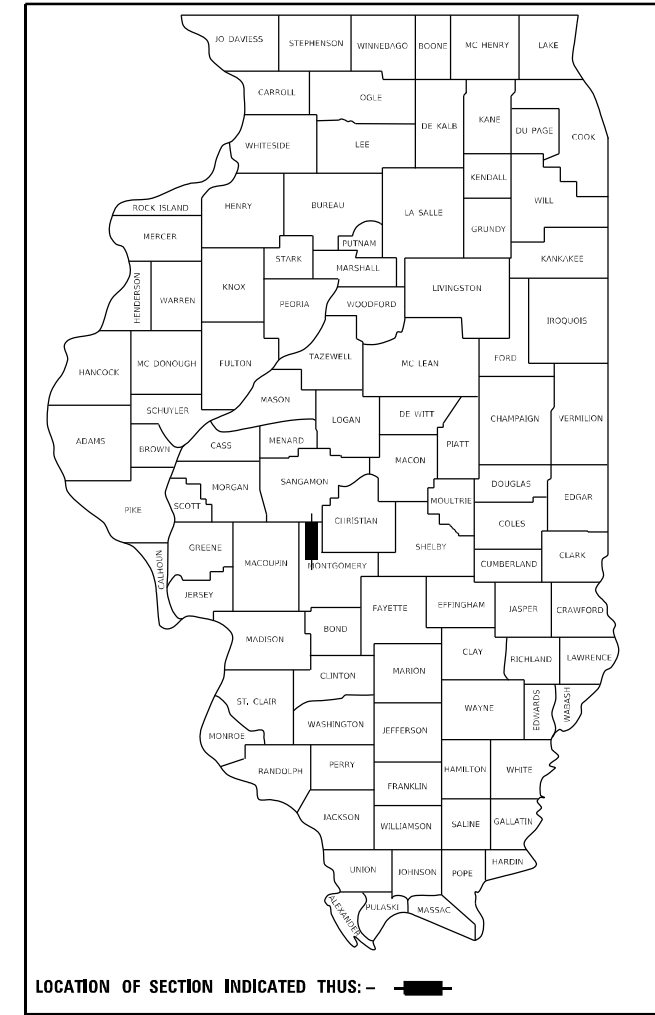 JO DAVIESS STEPHENSON WINNEBAGO BOONE MC HENRY LAKE
CARROLL OGLE DE KALB KANE DU PAGE COOK
WHITESIDE LEE
KENDALL WILL
ROCK ISLAND HENRY BUREAU LA SALLE GRUNDY
MERCER PUTNAM
KANKAKEE
STARK MARSHALL
HENDERSON WARREN KNOX PEORIA WOODFORD LIVINGSTON IROQUOIS
HANCOCK MC DONOUGH FULTON TAZEWELL MC LEAN FORD
MASON
SCHUYLER LOGAN DE WITT CHAMPAIGN VERMILION
ADAMS BROWN CASS MENARD PIATT
MACON
SANGAMON DOUGLAS
PIKE SCOTT MORGAN MOULTRIE EDGAR
CHRISTIAN COLES
GREENE SHELBY
CALHOUN MACOUPIN MONTGOMERY CUMBERLAND CLARK
JERSEY
FAYETTE EFFINGHAM JASPER CRAWFORD
MADISON BOND
CLAY RICHLAND LAWRENCE
CLINTON MARION
ST. CLAIR WAYNE EDWARDS WABASH
WASHINGTON JEFFERSON
MONROE
RANDOLPH PERRY HAMILTON WHITE
FRANKLIN
JACKSON WILLIAMSON SALINE GALLATIN
UNION JOHNSON POPE HARDIN
ALEXANDER PULASKI MASSAC
LOCATION OF SECTION INDICATED THUS: –